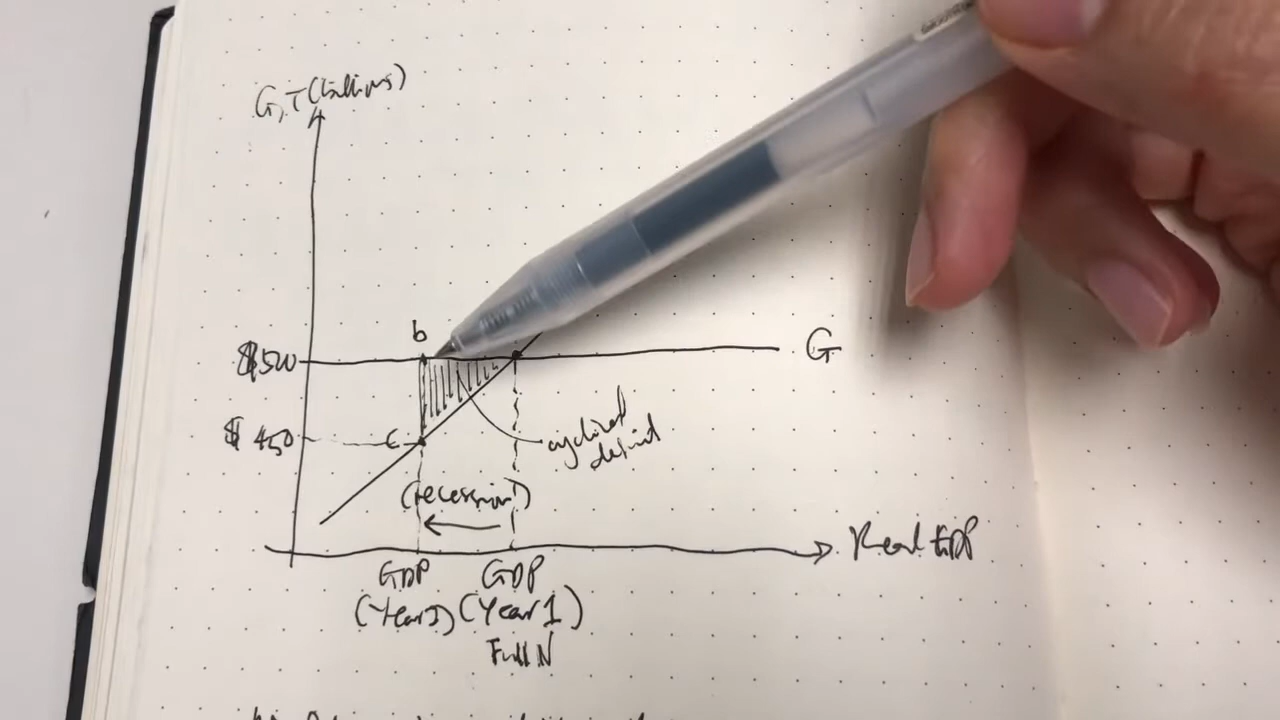 G, T (billions)
b
$500
G
$ 450
c
cyclical
deficit
(recession)
Real GDP
GDP
(Year 2)
GDP
(Year 1)
Full N